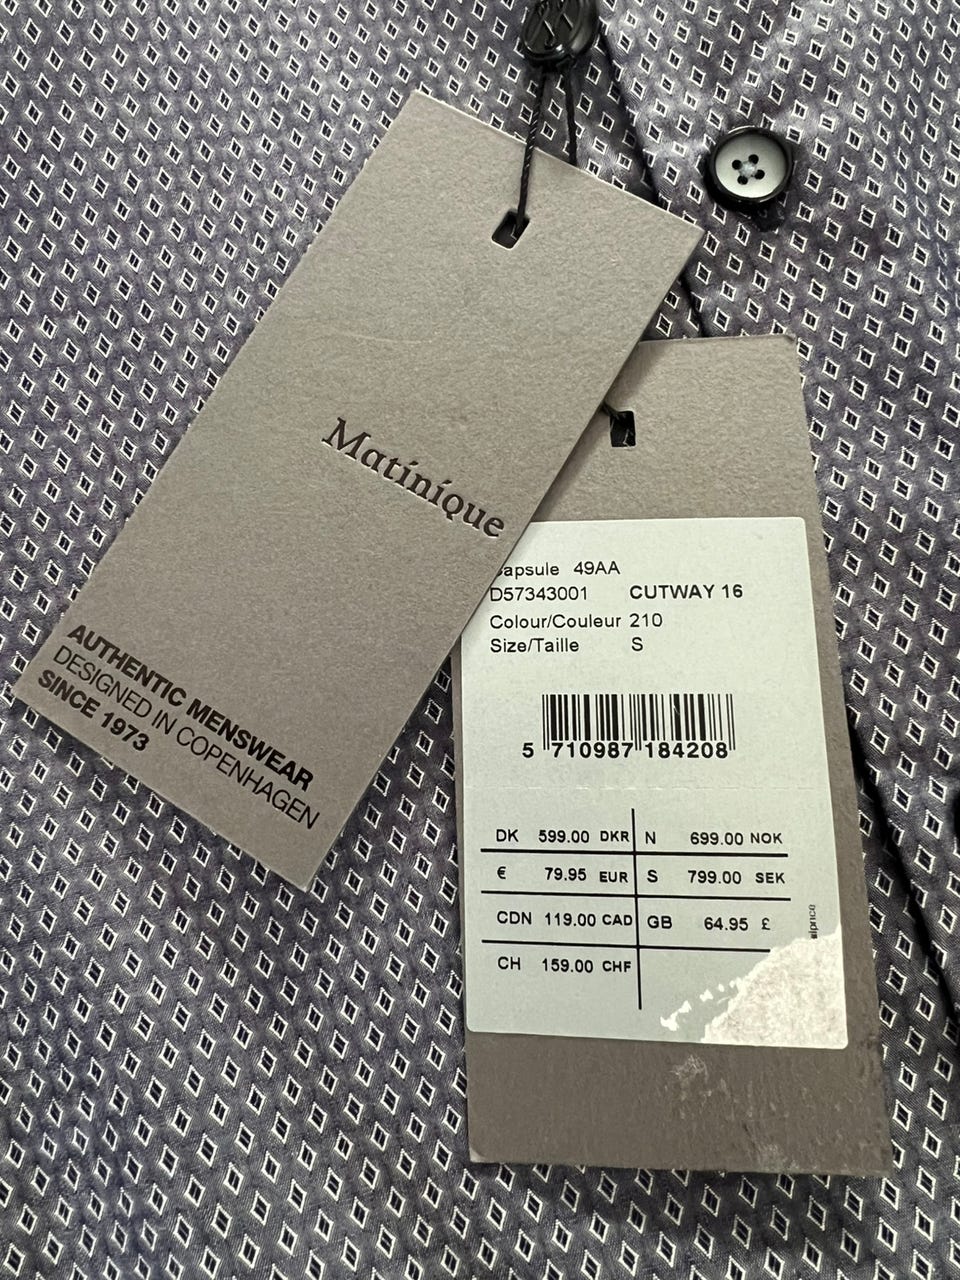 Matinique
AUTHENTIC MENSWEAR
DESIGNED IN COPENHAGEN
SINCE 1973
apsule 49AA
D57343001 CUTWAY 16
Colour/Couleur 210
Size/Taille S
5 710987 184208
DK 599.00 DKR N 699.00 NOK
€ 79.95 EUR S 799.00 SEK
CDN 119.00 CAD GB 64.95 £
CH 159.00 CHF